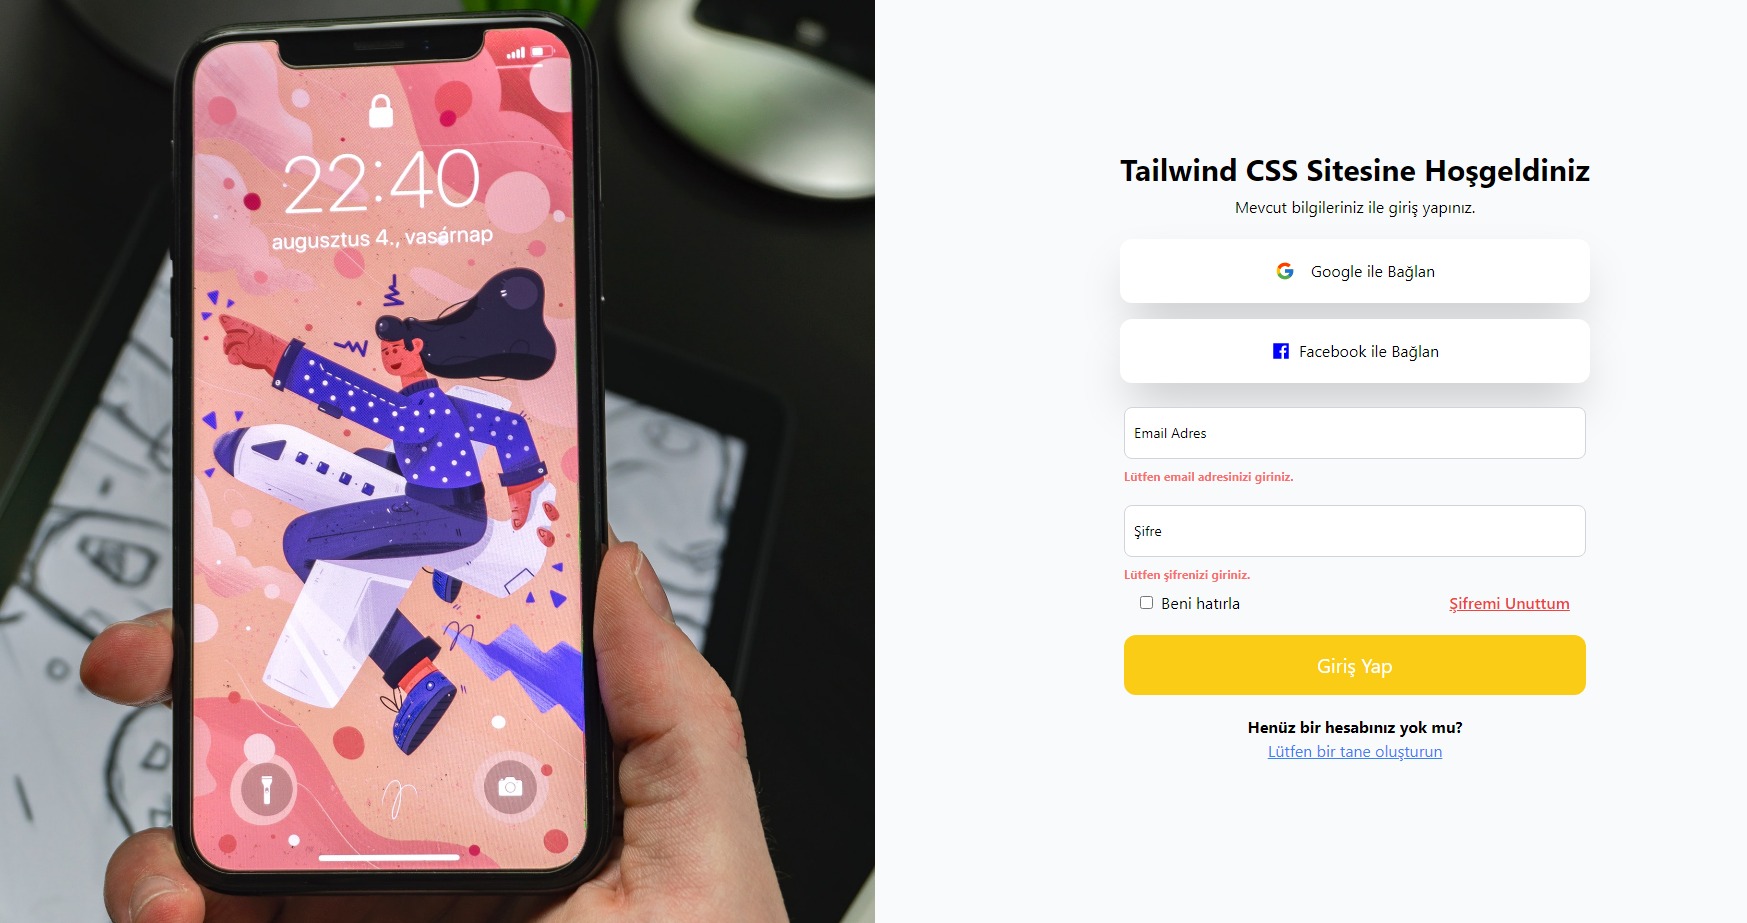 22:40
augusztus 4., vasárnap
Tailwind CSS Sitesine Hoşgeldiniz
Mevcut bilgileriniz ile giriş yapınız.
Google ile Bağlan
Facebook ile Bağlan
Email Adres
Lütfen email adresinizi giriniz.
Şifre
Lütfen şifrenizi giriniz.
Beni hatırla Şifremi Unuttum
Giriş Yap
Henüz bir hesabınız yok mu?
Lütfen bir tane oluşturun